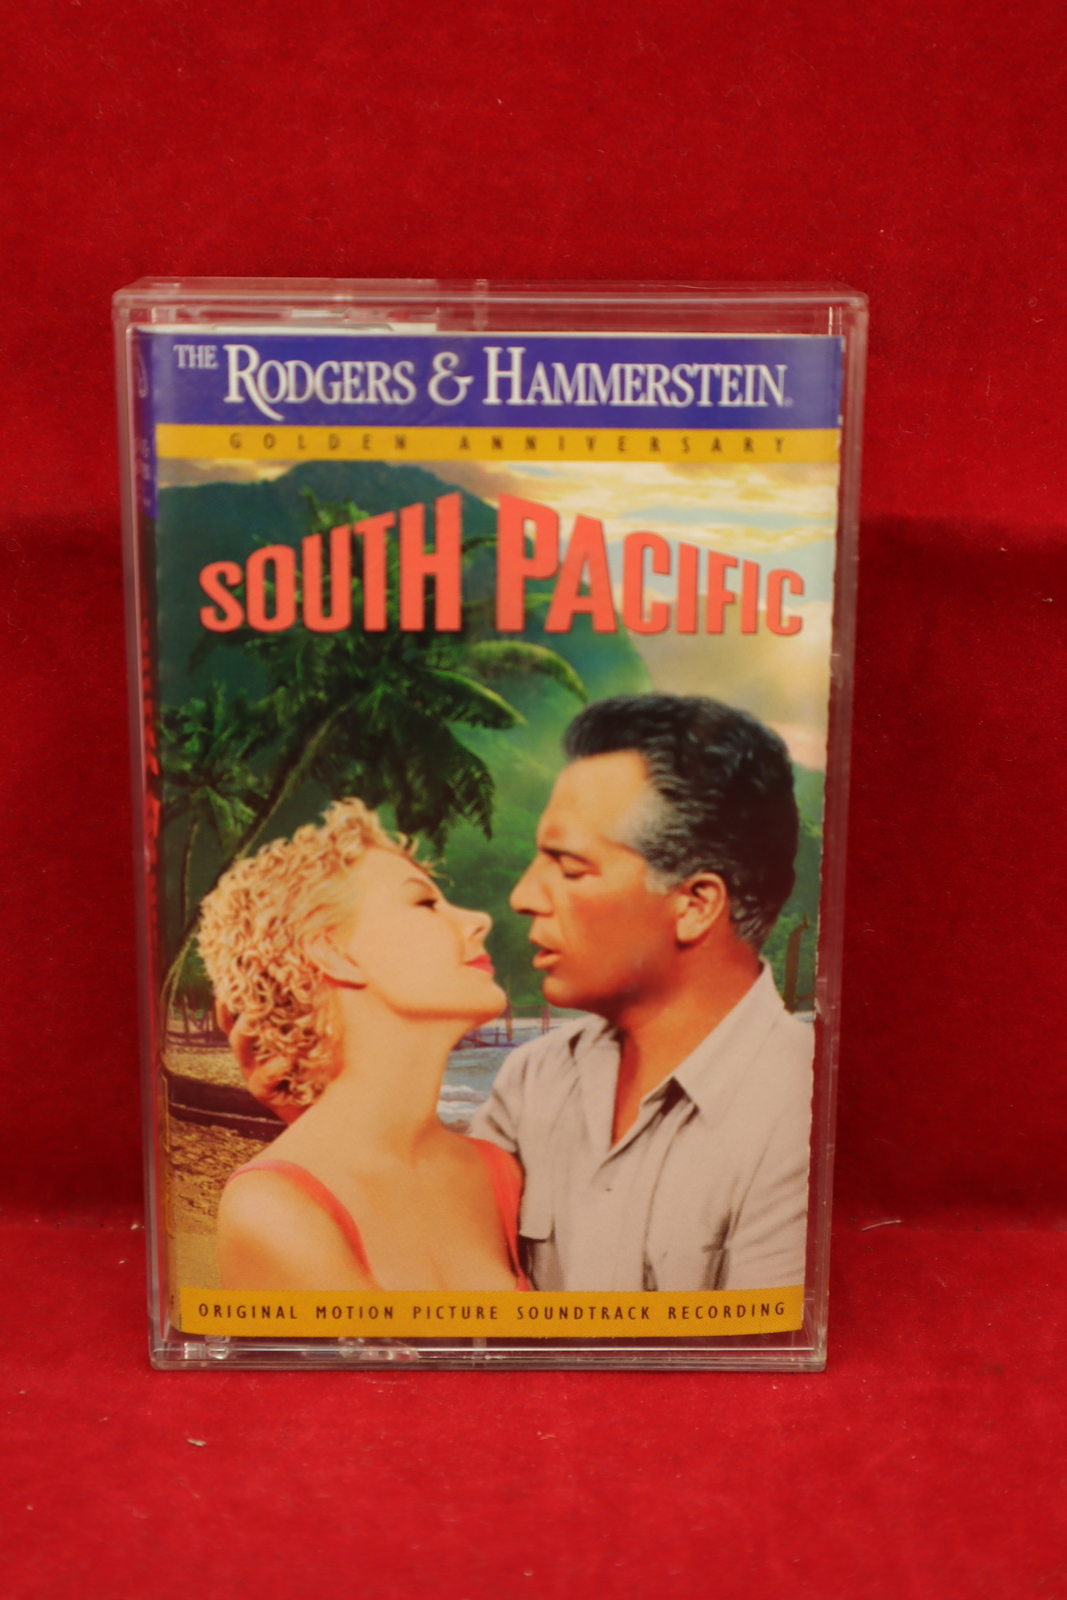 THE RODGERS & HAMMERSTEIN
GOLDEN ANNIVERSARY
SOUTH PACIFIC
ORIGINAL MOTION PICTURE SOUNDTRACK RECORDING